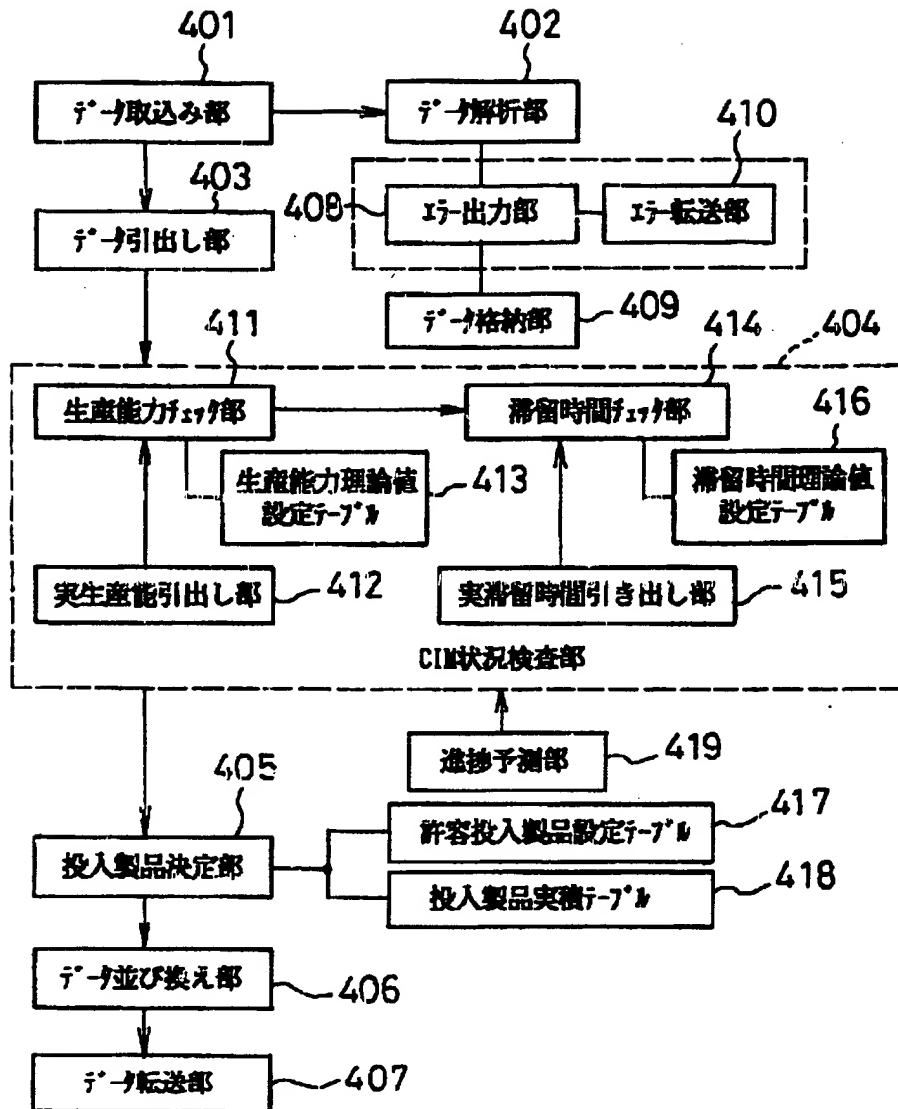 401
402
データ取込み部
データ解析部
410
403
408
エラー出力部
エラー転送部
データ引出し部
データ格納部
409
411
414
404
生産能力チェック部
滞留時間チェック部
416
生産能力理論値
設定テーブル
413
滞留時間理論値
設定テーブル
実生産能引出し部
412
実滞留時間引き出し部
415
CIM状況検査部
進捗予測部
419
405
417
許容投入製品設定テーブル
投入製品決定部
投入製品実積テーブル
418
データ並び換え部
406
データ転送部
407